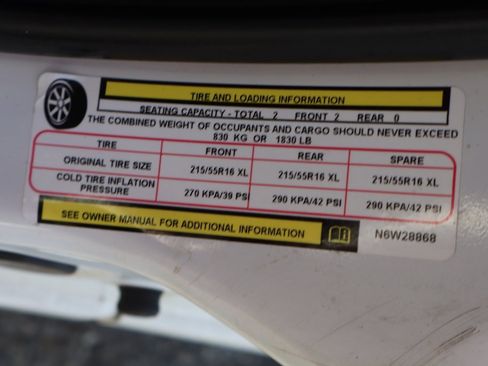 TIRE AND LOADING INFORMATION
SEATING CAPACITY - TOTAL 2 FRONT 2 REAR 0
THE COMBINED WEIGHT OF OCCUPANTS AND CARGO SHOULD NEVER EXCEED
830 KG OR 1830 LB
TIRE FRONT REAR SPARE
ORIGINAL TIRE SIZE 215/55R16 XL 215/55R16 XL 215/55R16 XL
COLD TIRE INFLATION
PRESSURE 270 KPA/39 PSI 290 KPA/42 PSI 290 KPA/42 PSI
SEE OWNER MANUAL FOR ADDITIONAL INFORMATION N6W28868